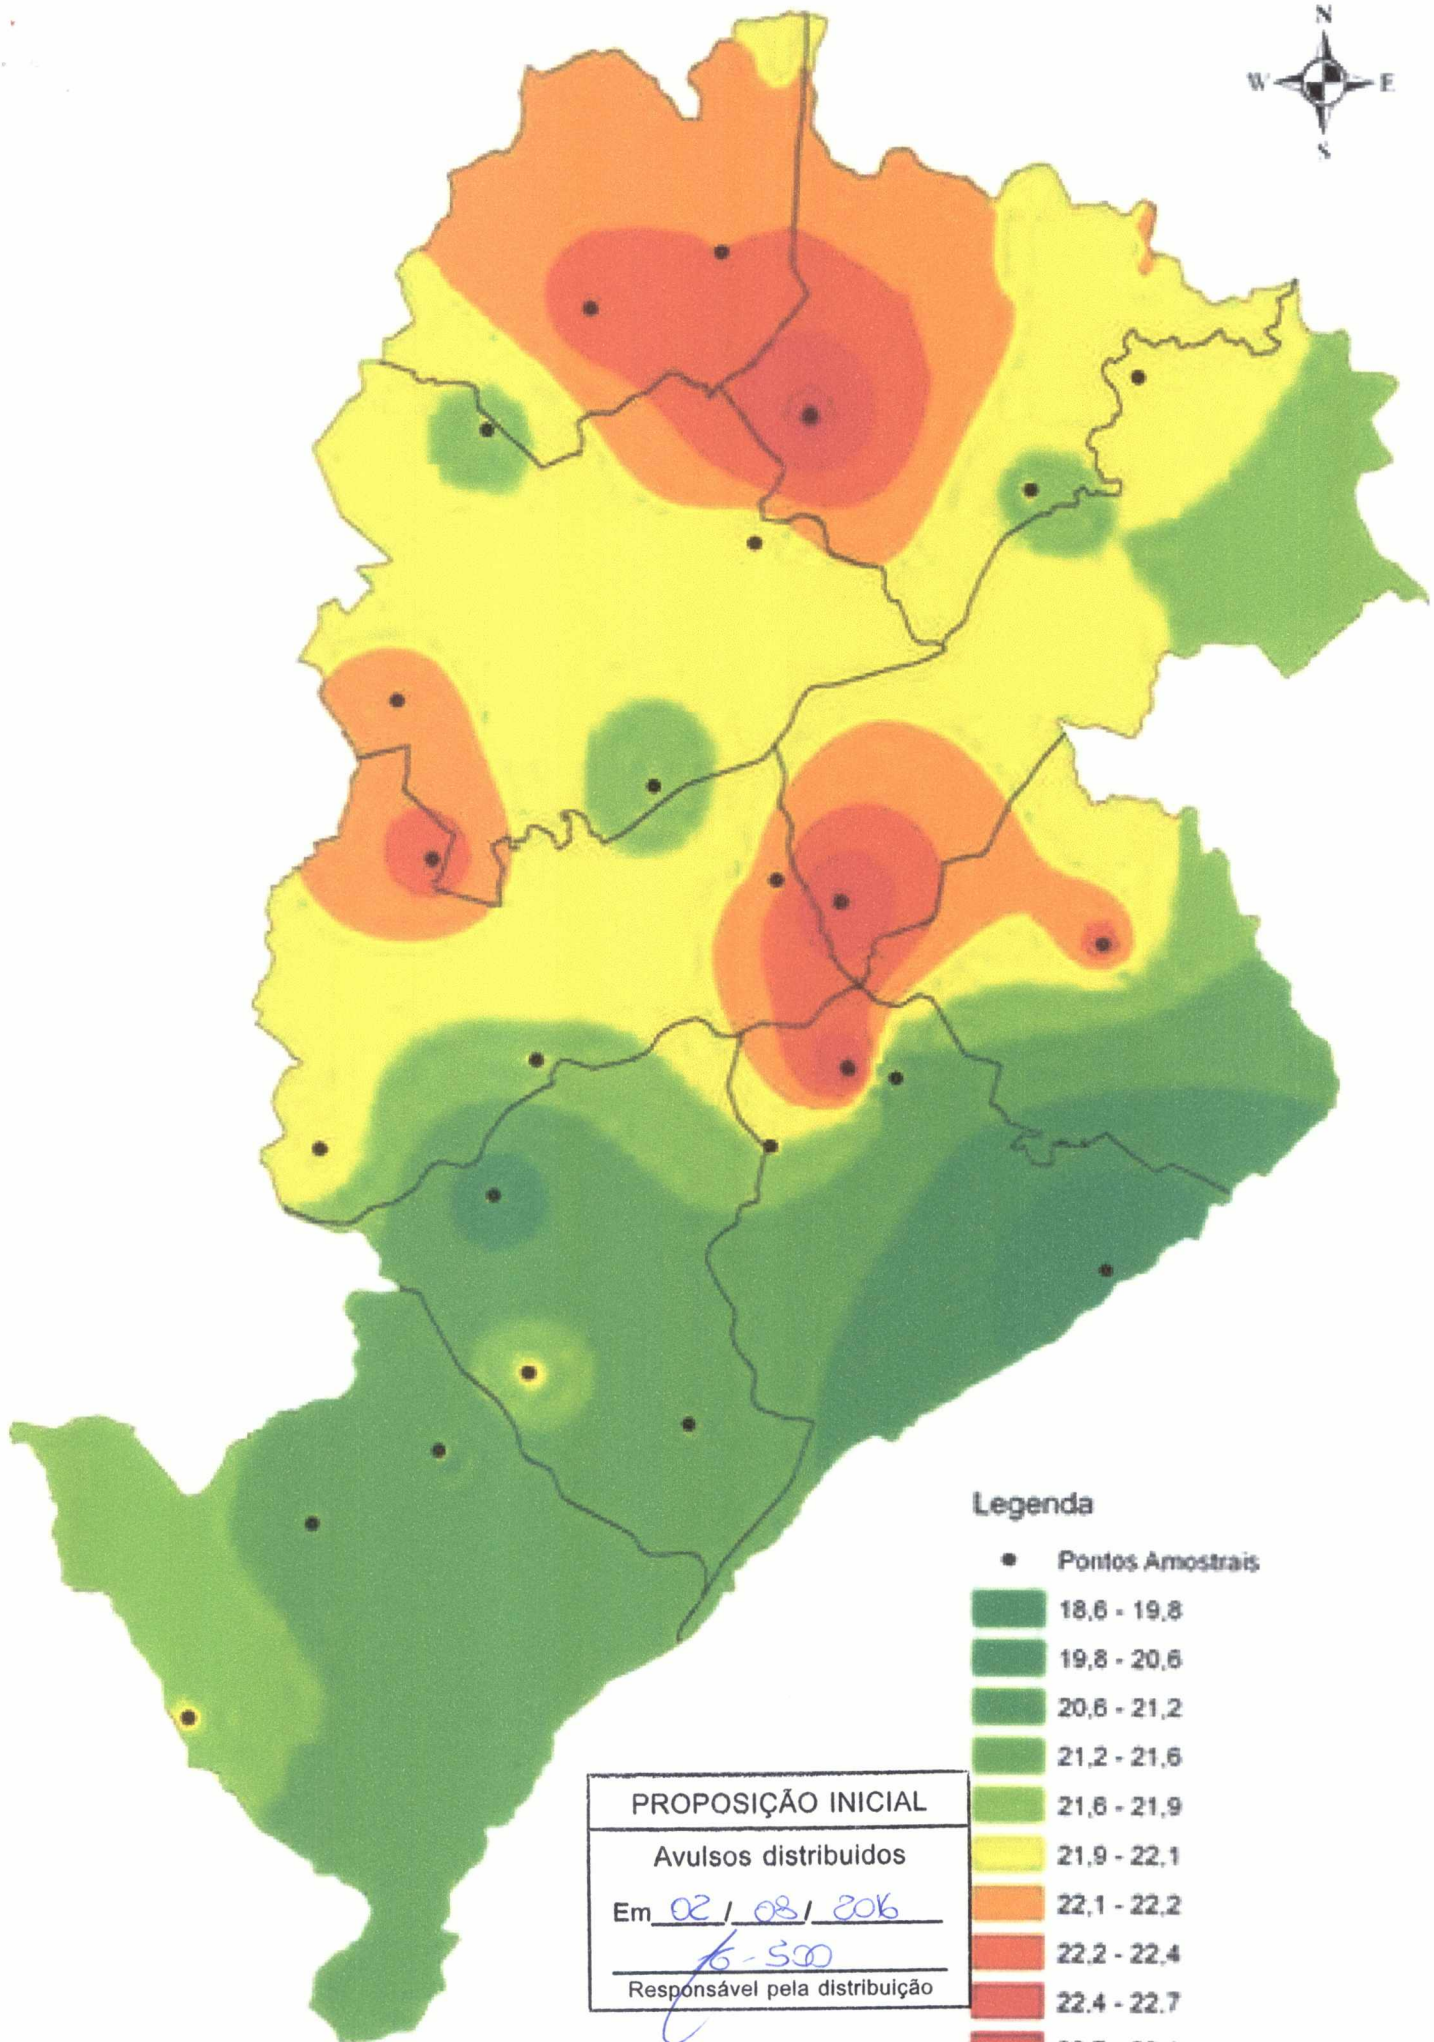 N
W E
S
Legenda
Pontos Amostrais
18,6 - 19,8
19,8 - 20,6
20,6 - 21,2
21,2 - 21,6
21,6 - 21,9
21,9 - 22,1
22,1 - 22,2
22,2 - 22,4
22,4 - 22,7
PROPOSIÇÃO INICIAL
Avulsos distribuidos
Em 02 / 08 / 2016
Responsável pela distribuição